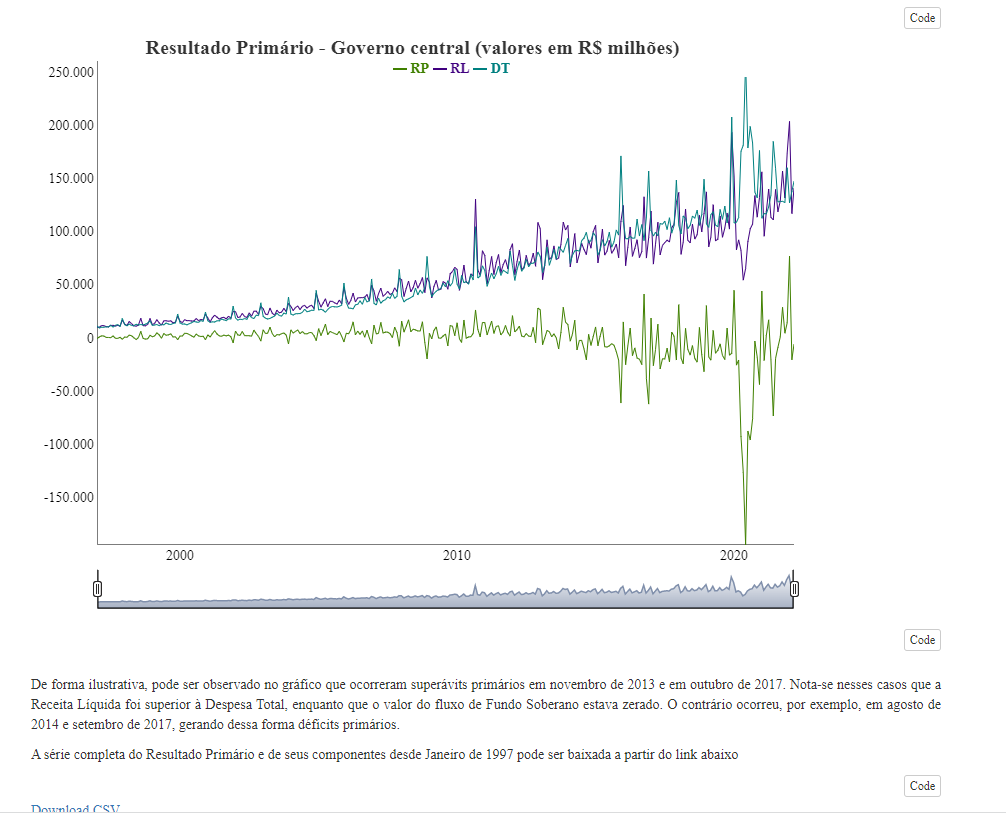 Code
Resultado Primário - Governo central (valores em R$ milhões)
RP RL DT
250.000
200.000
150.000
100.000
50.000
0
-50.000
-100.000
-150.000
2000 2010 2020
Code
De forma ilustrativa, pode ser observado no gráfico que ocorreram superávits primários em novembro de 2013 e em outubro de 2017. Nota-se nesses casos que a
Receita Líquida foi superior à Despesa Total, enquanto que o valor do fluxo de Fundo Soberano estava zerado. O contrário ocorreu, por exemplo, em agosto de
2014 e setembro de 2017, gerando dessa forma déficits primários.
A série completa do Resultado Primário e de seus componentes desde Janeiro de 1997 pode ser baixada a partir do link abaixo
Code
Download CSV